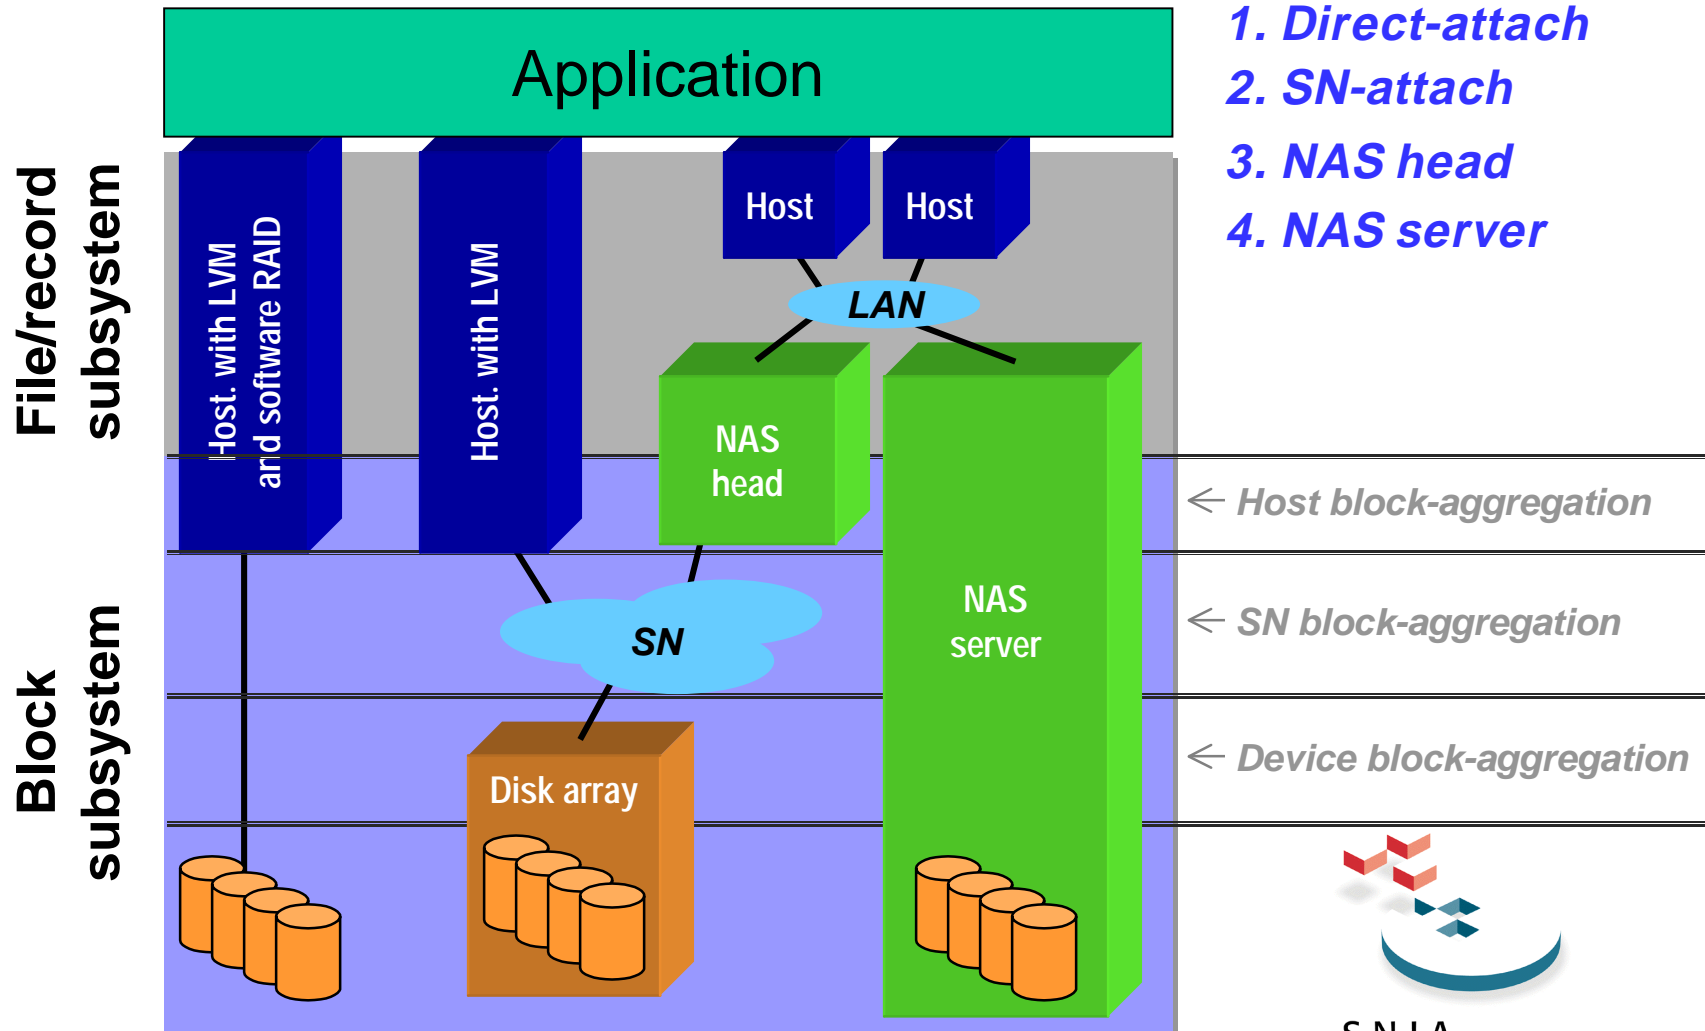 Application
1. Direct-attach
2. SN-attach
3. NAS head
4. NAS server
File/record
subsystem
Host. with LVM
and software RAID
Host. with LVM
Host
Host
LAN
NAS
head
NAS
server
Host block-aggregation
SN block-aggregation
Device block-aggregation
Block
subsystem
SN
Disk array
SNIA